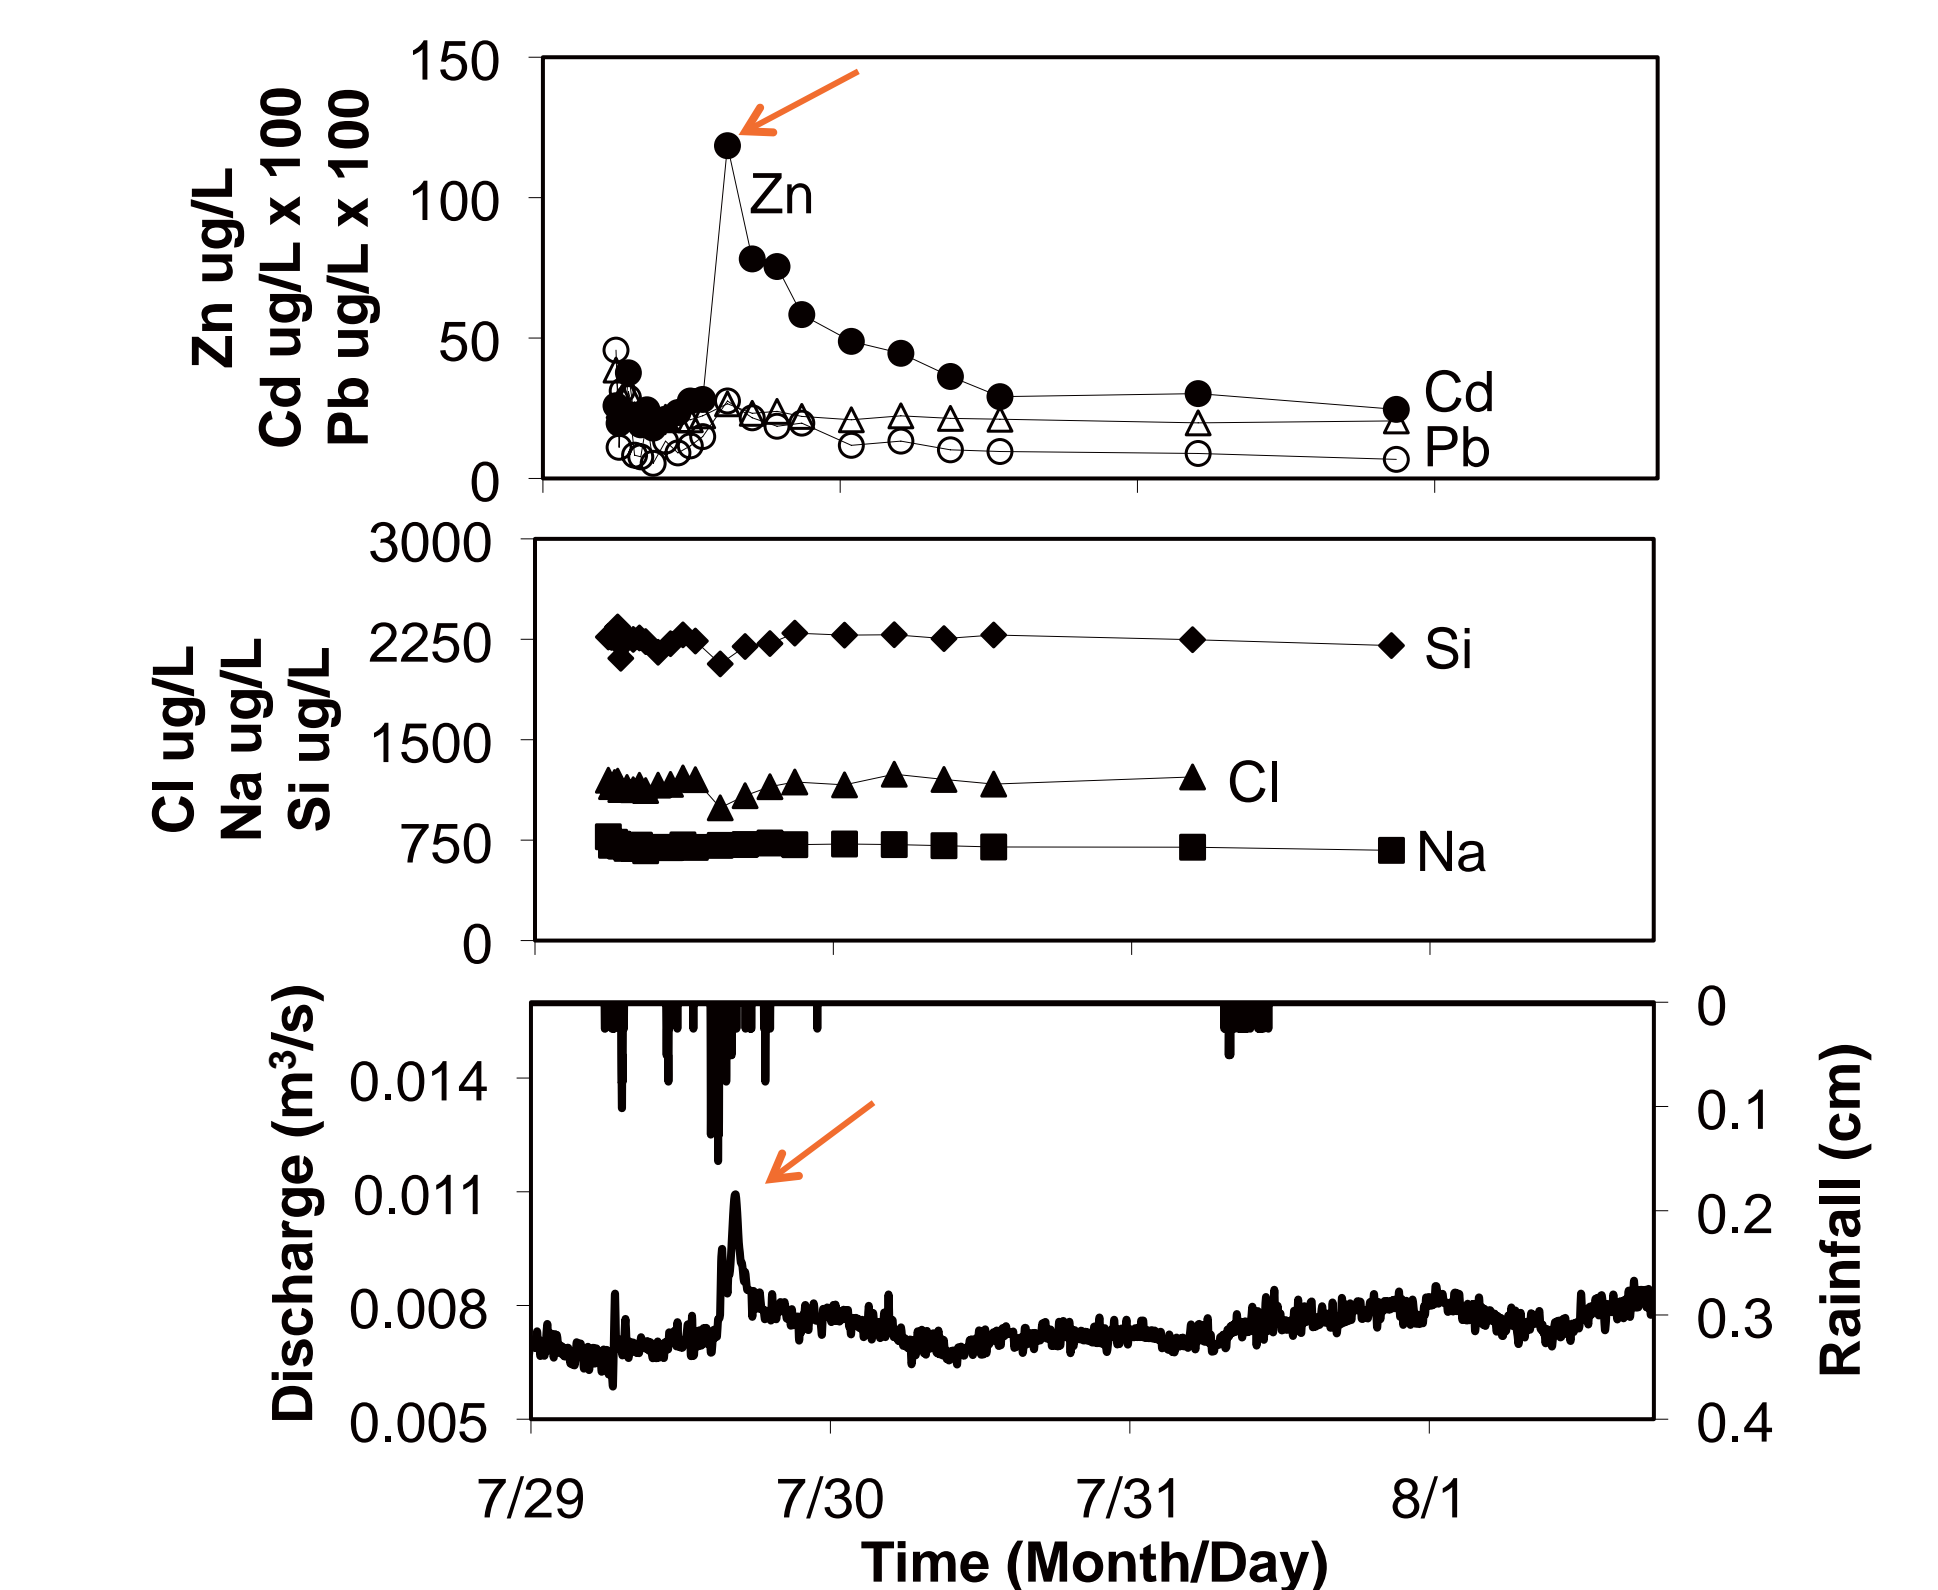 Zn ug/L
Cd ug/L x 100
Pb ug/L x 100
150
100
50
0
Zn
Cd
Pb
Cl ug/L
Na ug/L
Si ug/L
3000
2250
1500
750
0
Si
Cl
Na
Discharge (m³/s)
0.014
0.011
0.008
0.005
0
0.1
0.2
0.3
0.4
Rainfall (cm)
7/29 7/30 7/31 8/1
Time (Month/Day)